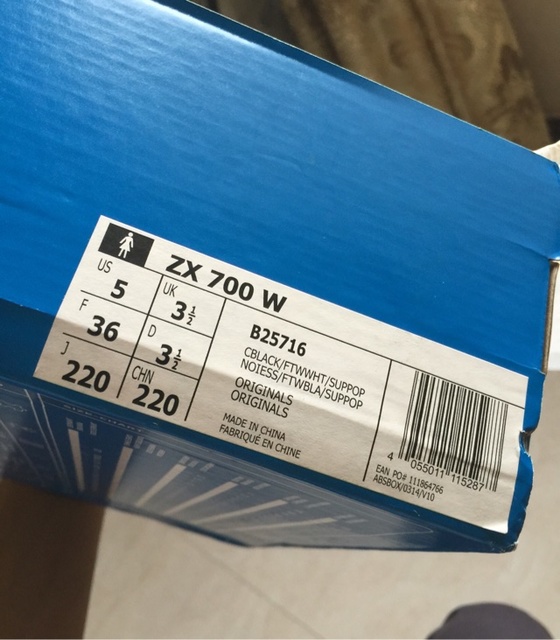 ZX 700 W
US 5
UK 3 1/2
F 36
D 3 1/2
J 220
CHN 220
B25716
CBLACK/FTWWHT/SUPPOP
NOIESS/FTWBLA/SUPPOP
ORIGINALS
ORIGINALS
MADE IN CHINA
FABRIQUÉ EN CHINE
4 055011 115287
EAN PO# 111864766
ABSBOX/0314/V10